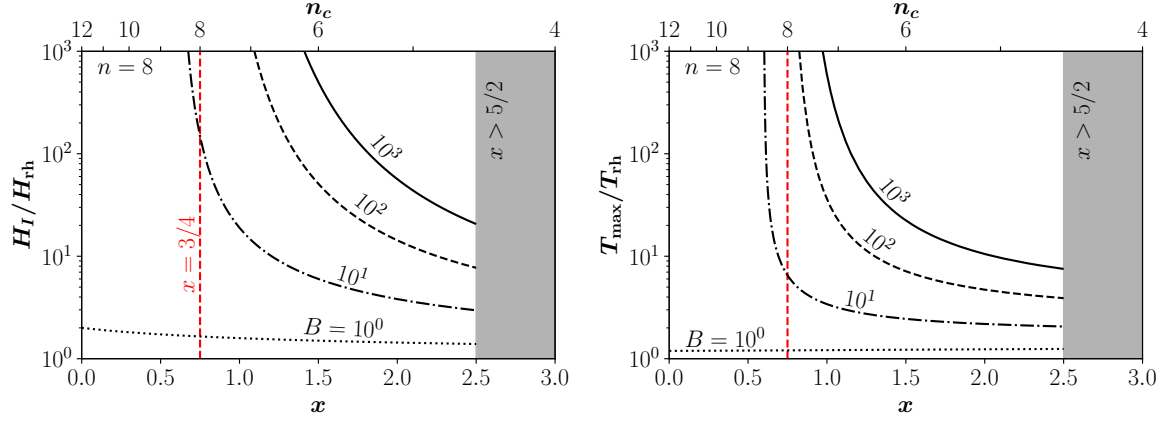 n_c
12 10 8 6 4
10^3
10^2
10^1
10^0
H_I/H_rh
n = 8
x = 3/4
10^3
10^2
10^1
B = 10^0
x > 5/2
0.0 0.5 1.0 1.5 2.0 2.5 3.0
x
n_c
12 10 8 6 4
10^3
10^2
10^1
10^0
T_max/T_rh
n = 8
10^3
10^2
10^1
B = 10^0
x > 5/2
0.0 0.5 1.0 1.5 2.0 2.5 3.0
x